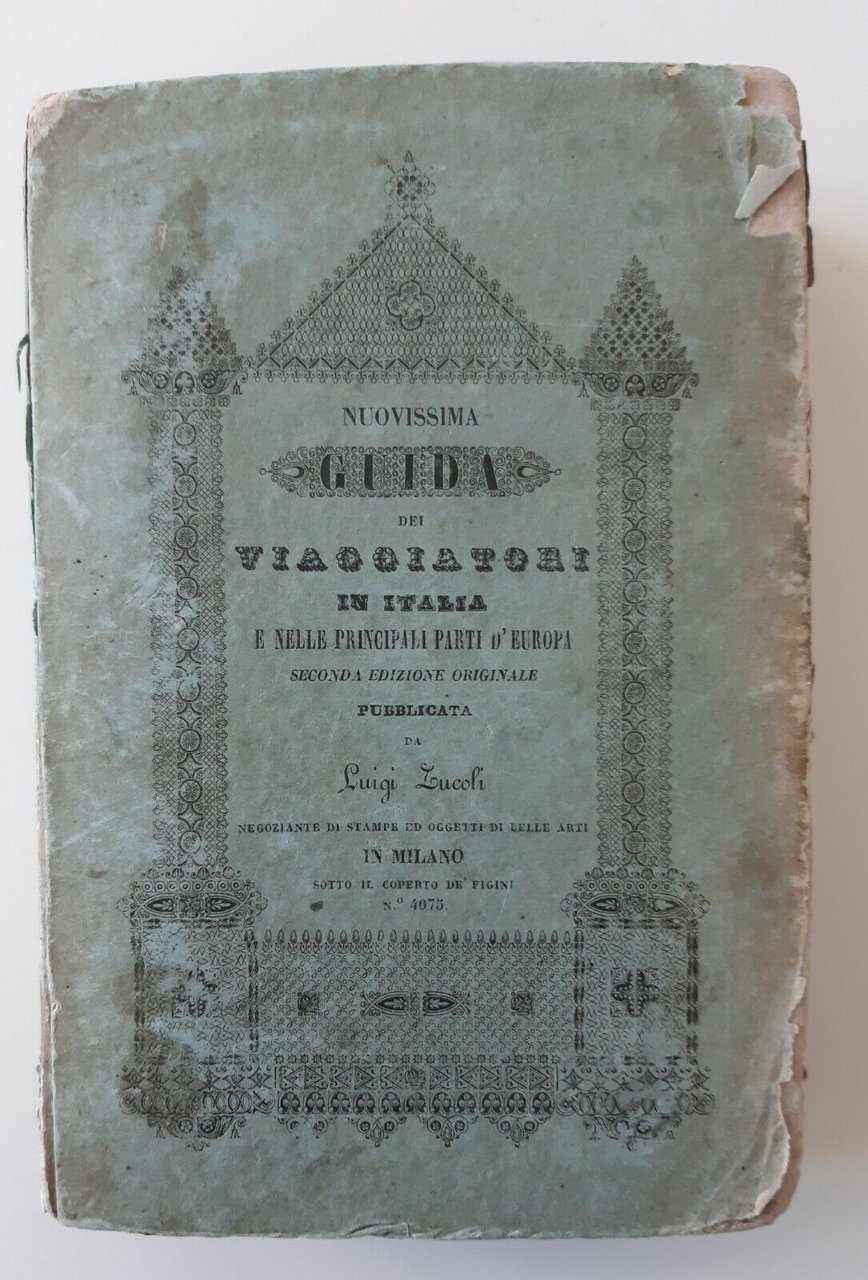 NUOVISSIMA
GUIDA
DEI
VIAGGIATORI
IN ITALIA
E NELLE PRINCIPALI PARTI D'EUROPA
SECONDA EDIZIONE ORIGINALE
PUBBLICATA
DA
Luigi Zucoli
NEGOZIANTE DI STAMPE ED OGGETTI DI BELLE ARTI
IN MILANO
SOTTO IL COPERTO DE' FIGINI
N.º 4075.